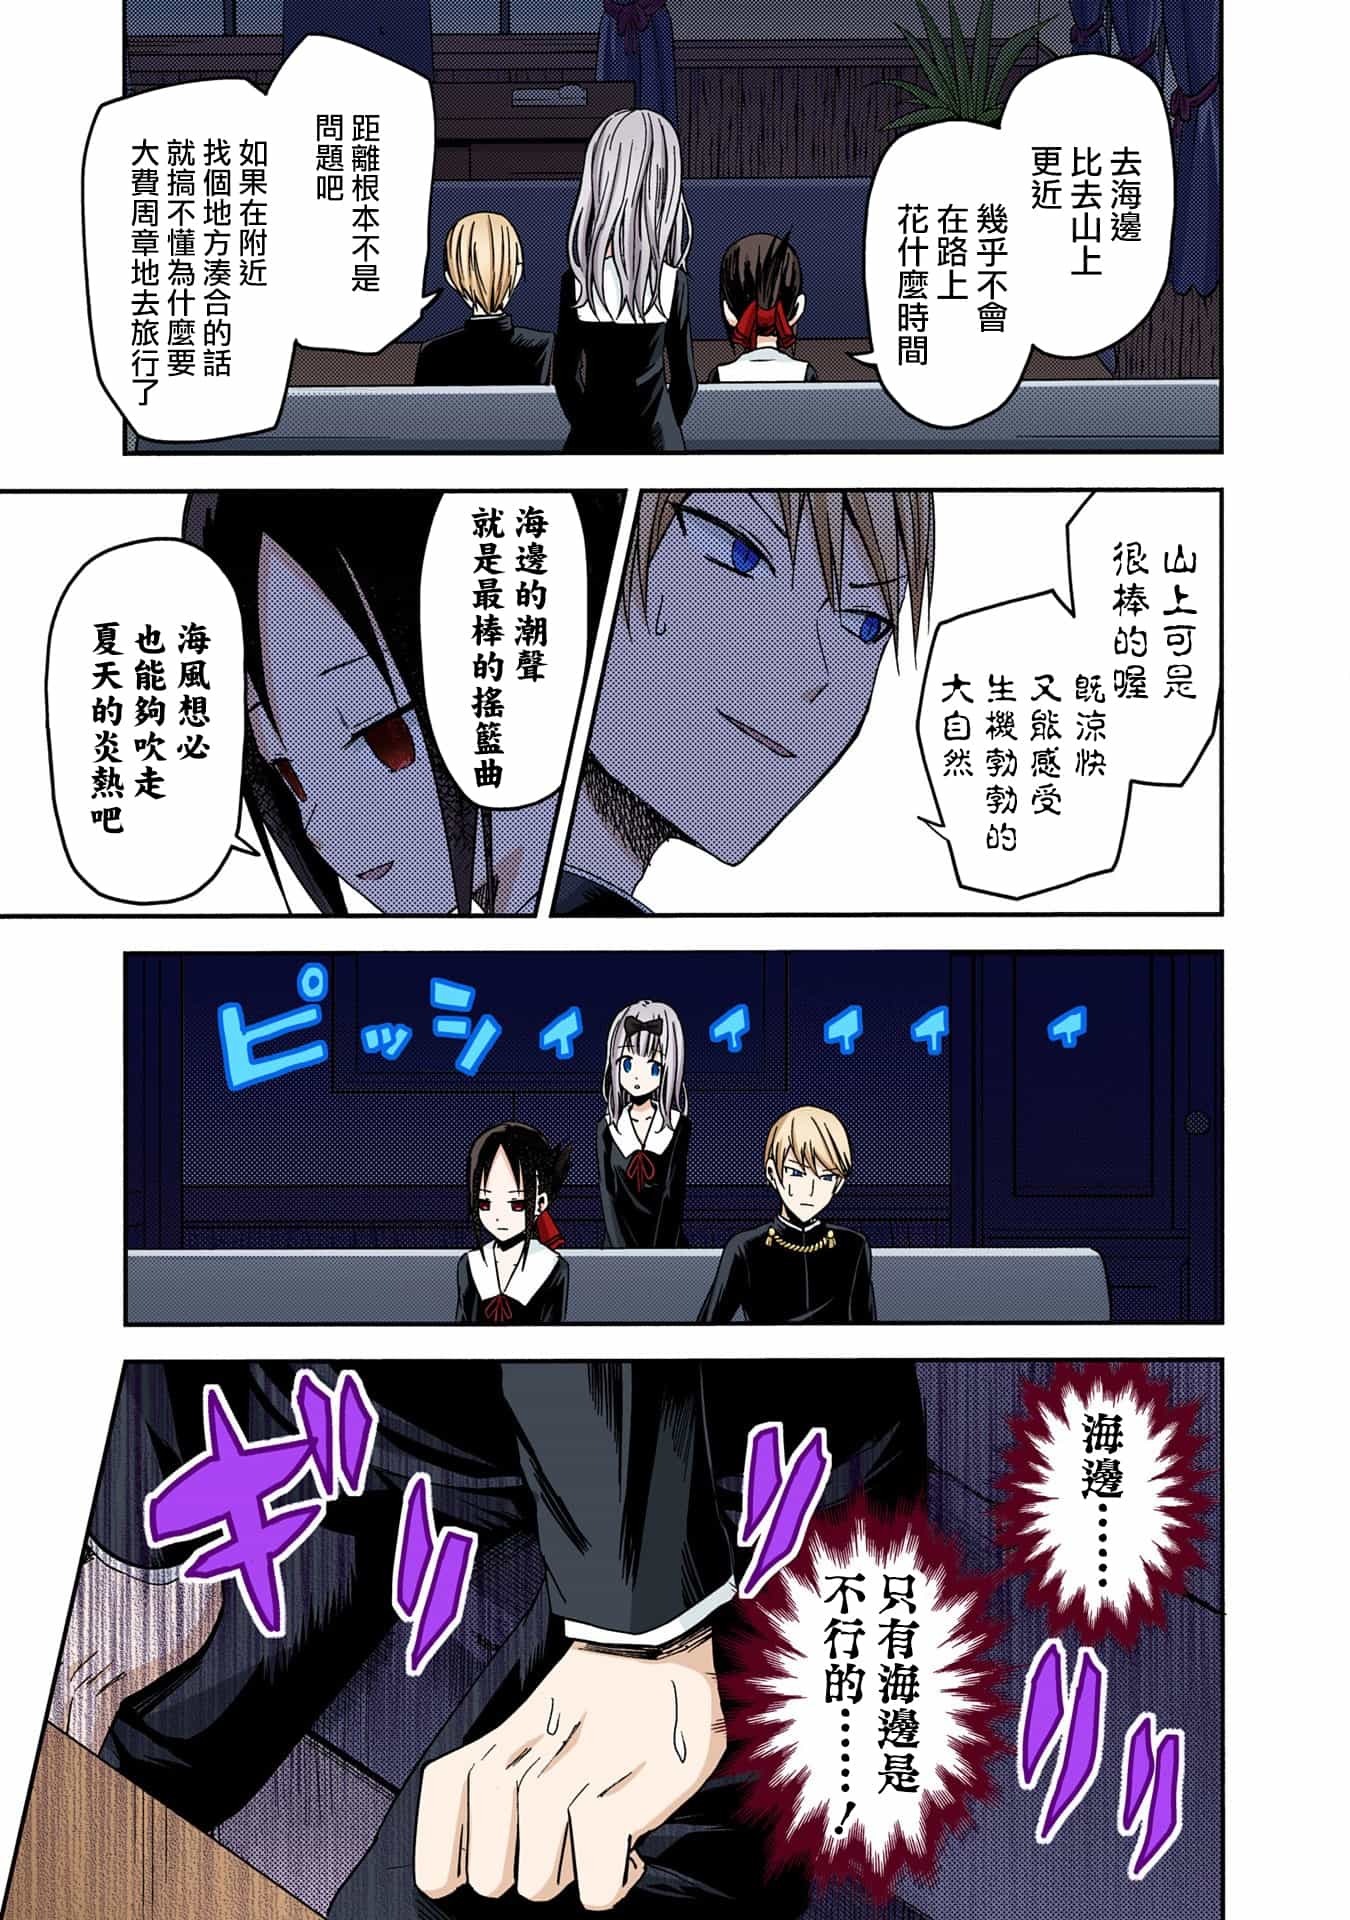 去海邊
比去山上
更近
幾乎不會
在路上
花什麼時間
距離根本不是
問題吧
如果在附近
找個地方湊合的話
就搞不懂為什麼要
大費周章地去旅行了
山上可是
很棒的喔
既涼快
又能感受
生機勃勃的
大自然
海邊的潮聲
就是最棒的搖籃曲
海風想必
也能夠吹走
夏天的炎熱吧
ピッシィィィィィ
海邊……
只有海邊是
不行的……！
ギリリリ